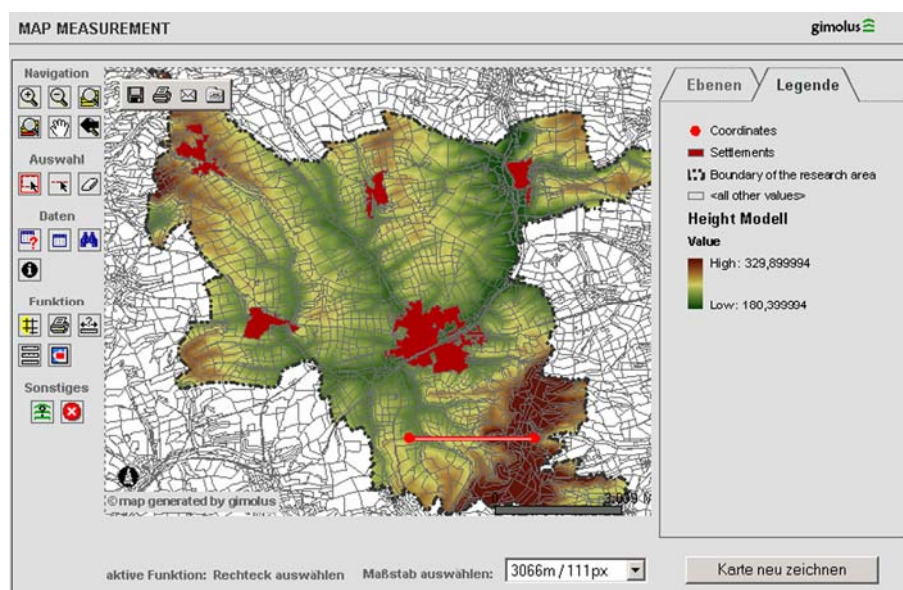 MAP MEASUREMENT
gimolus
Navigation
Auswahl
Daten
Funktion
Sonstiges
Ebenen
Legende
Coordinates
Settlements
Boundary of the research area
<all other values>
Height Modell
Value
High: 329,899994
Low: 180,399994
© map generated by gimolus
0
aktive Funktion: Rechteck auswählen
Maßstab auswählen:
3066m / 111px
Karte neu zeichnen